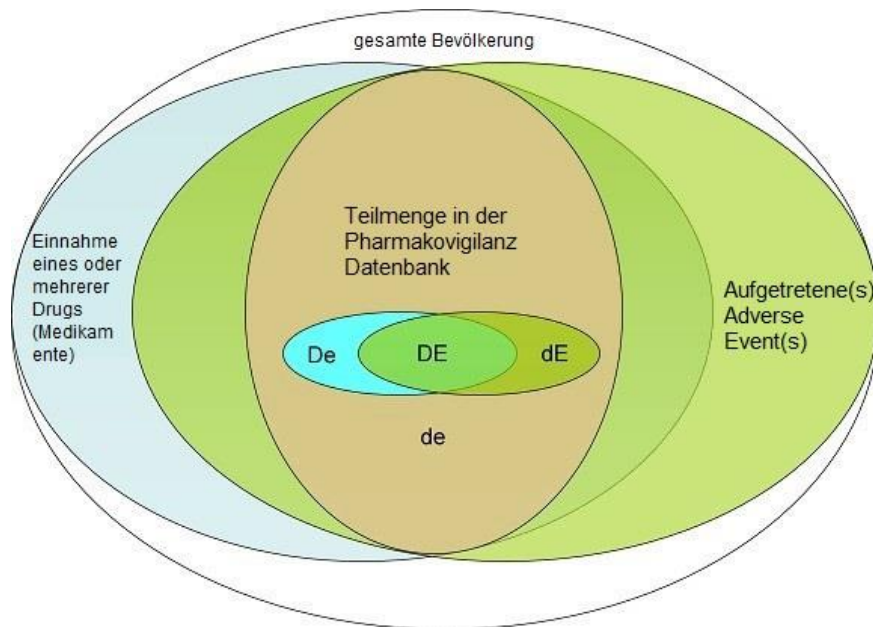 gesamte Bevölkerung
Einnahme
eines oder
mehrerer
Drugs
(Medikam
ente)
Teilmenge in der
Pharmakovigilanz
Datenbank
Aufgetretene(s)
Adverse
Event(s)
De
DE
dE
de